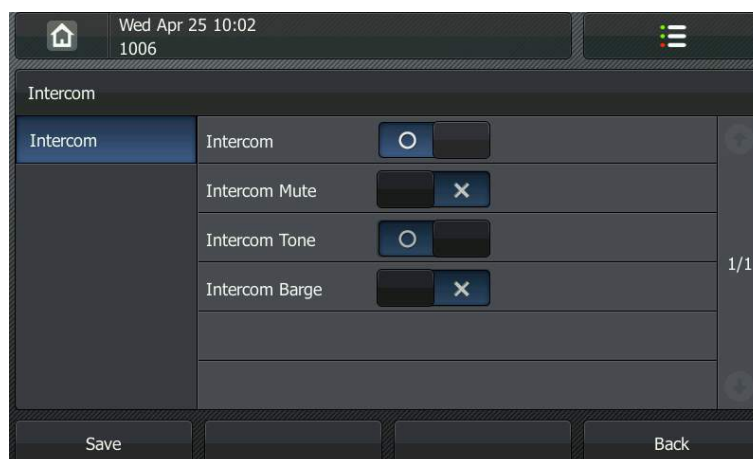 Wed Apr 25 10:02
1006
Intercom
Intercom
Intercom
Intercom Mute
Intercom Tone
Intercom Barge
1/1
Save
Back